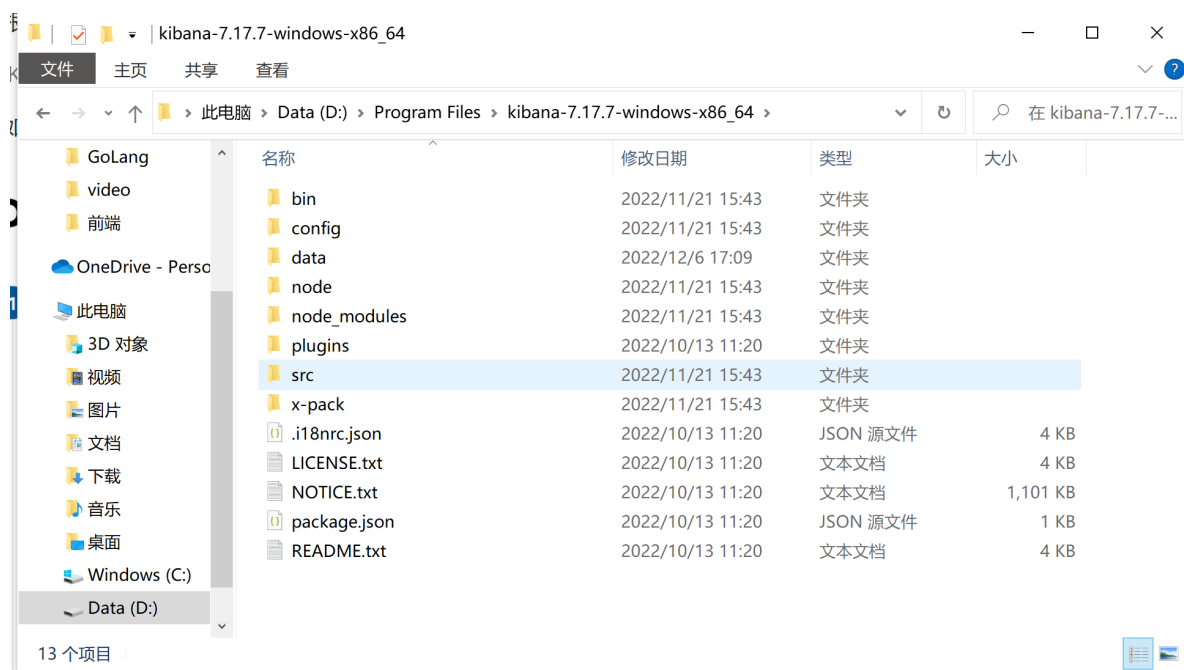 kibana-7.17.7-windows-x86_64
文件 主页 共享 查看
此电脑 Data (D:) Program Files kibana-7.17.7-windows-x86_64
在 kibana-7.17.7-...
GoLang
video
前端
OneDrive - Perso
此电脑
3D 对象
视频
图片
文档
下载
音乐
桌面
Windows (C:)
Data (D:)
名称 修改日期 类型 大小
bin 2022/11/21 15:43 文件夹
config 2022/11/21 15:43 文件夹
data 2022/12/6 17:09 文件夹
node 2022/11/21 15:43 文件夹
node_modules 2022/11/21 15:43 文件夹
plugins 2022/10/13 11:20 文件夹
src 2022/11/21 15:43 文件夹
x-pack 2022/11/21 15:43 文件夹
.i18nrc.json 2022/10/13 11:20 JSON 源文件 4 KB
LICENSE.txt 2022/10/13 11:20 文本文档 4 KB
NOTICE.txt 2022/10/13 11:20 文本文档 1,101 KB
package.json 2022/10/13 11:20 JSON 源文件 1 KB
README.txt 2022/10/13 11:20 文本文档 4 KB
13 个项目